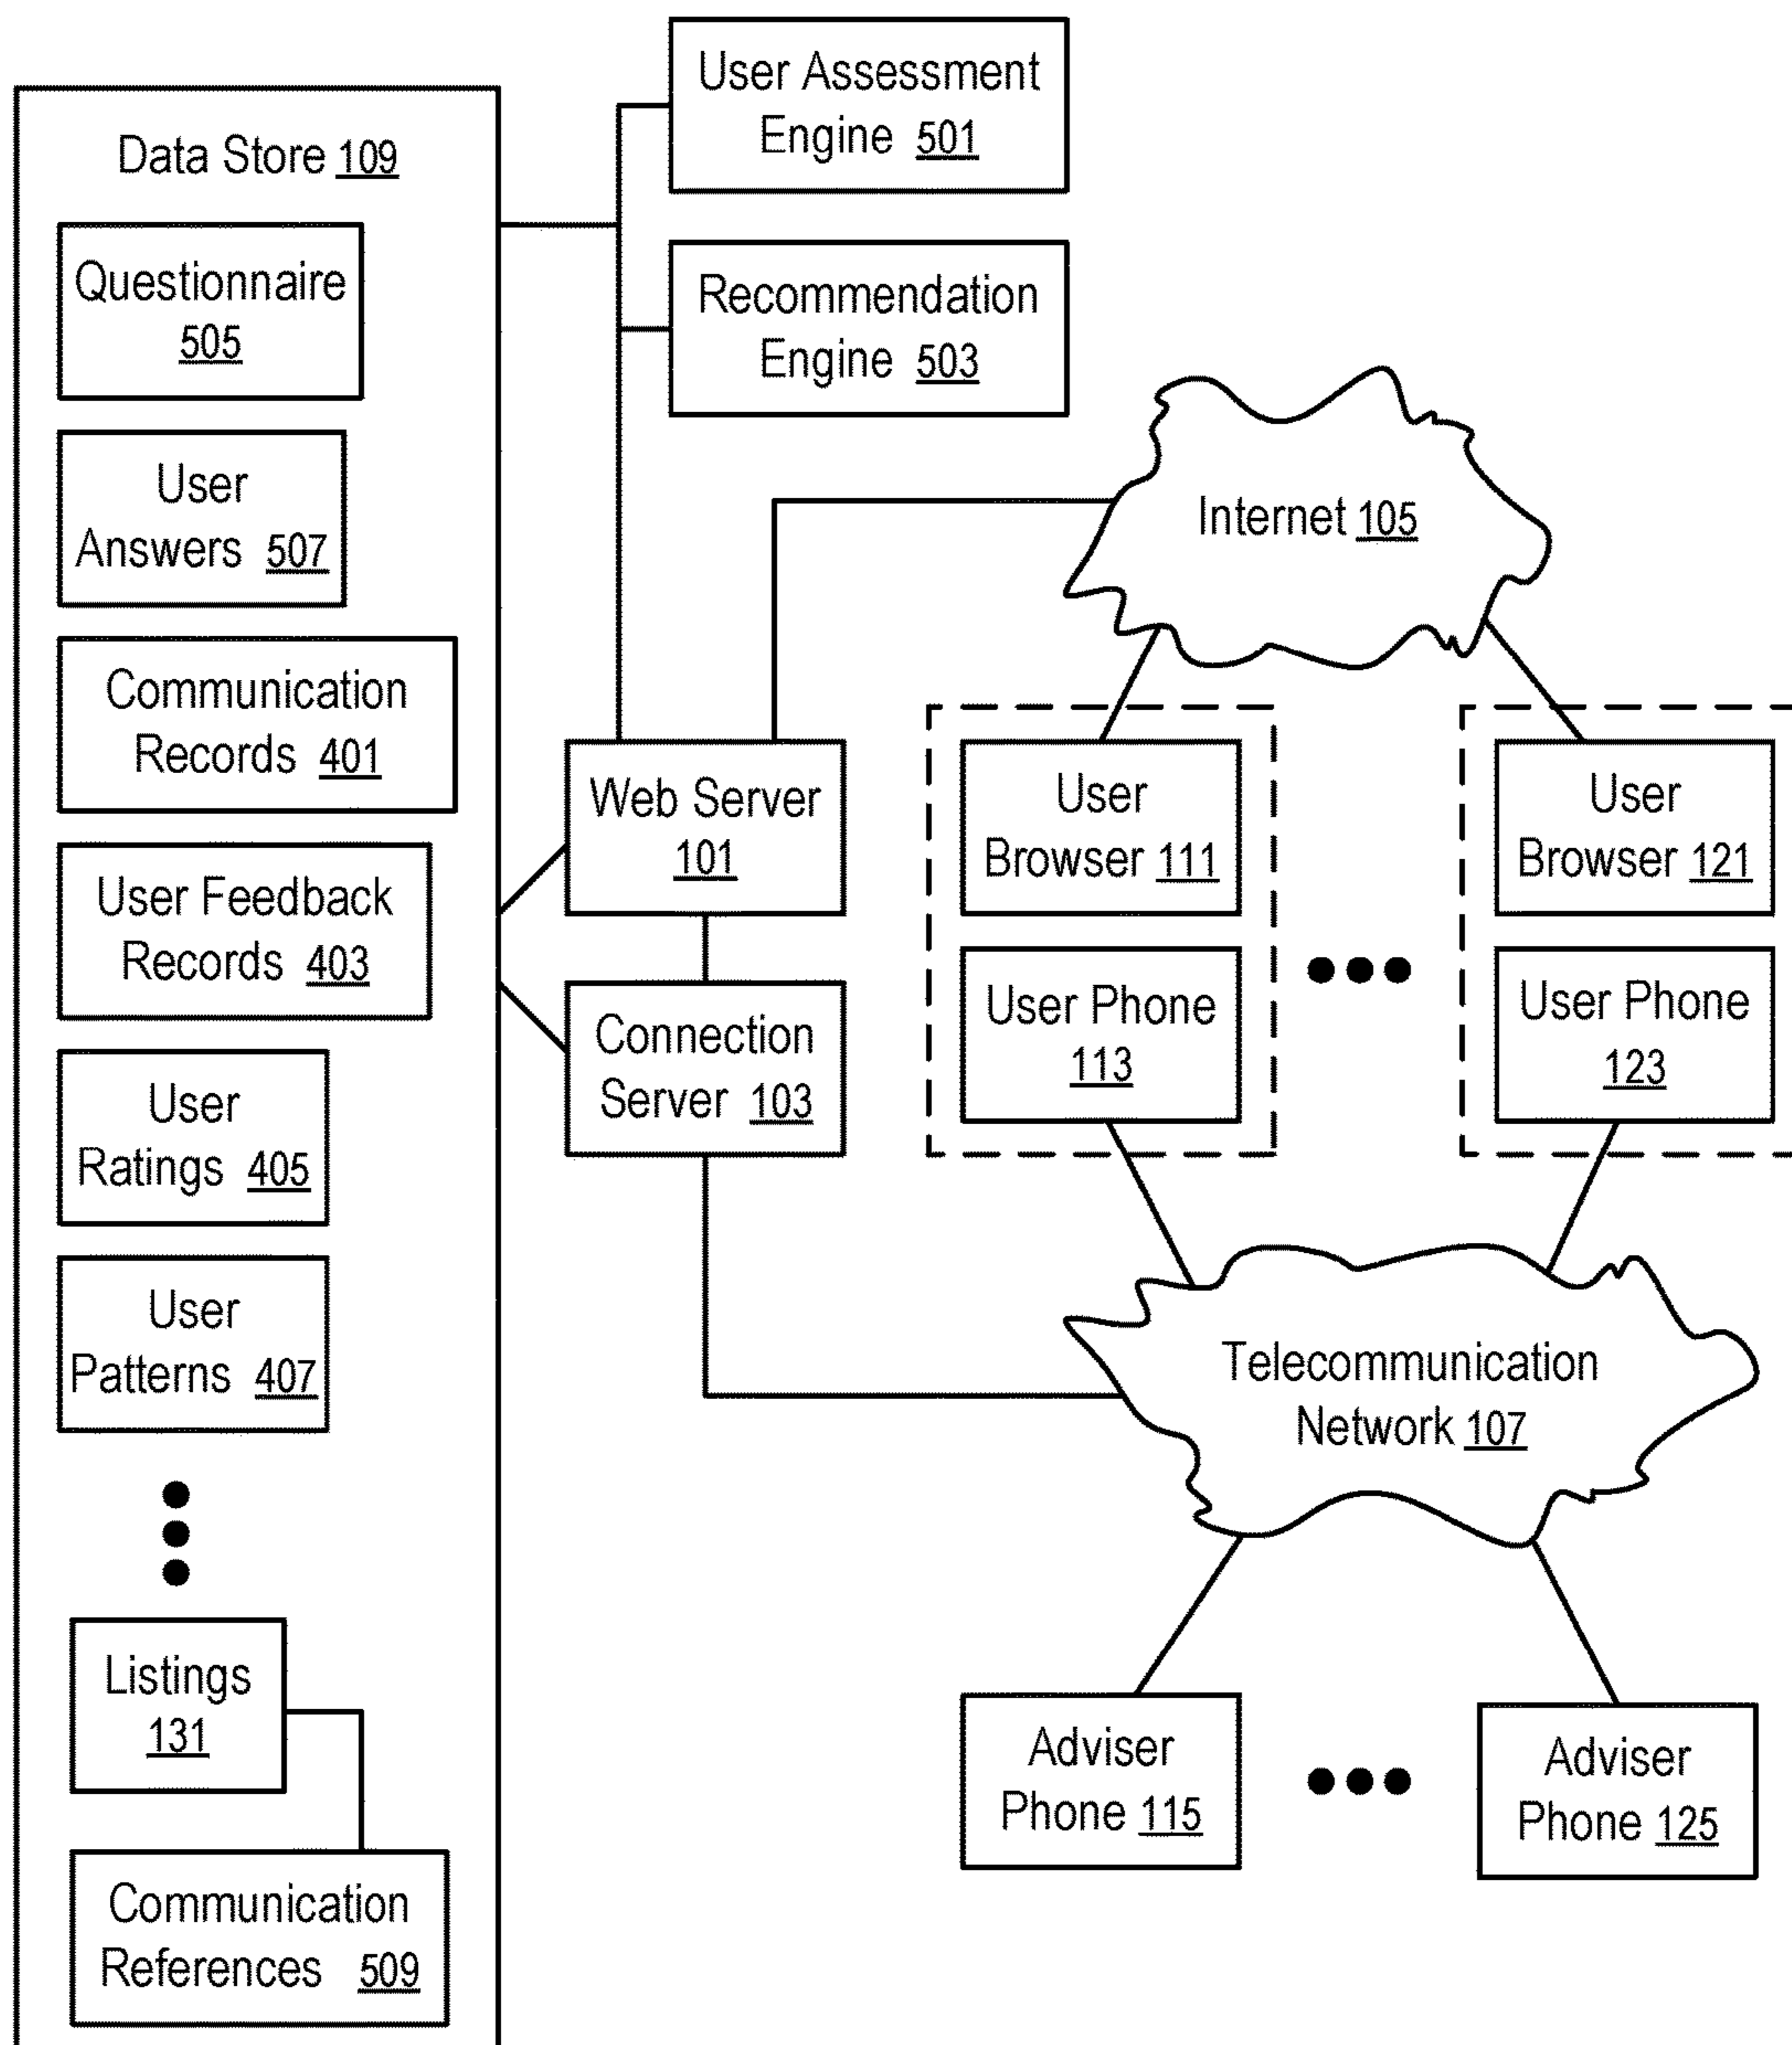 User Assessment
Engine 501
Data Store 109
Questionnaire
505
Recommendation
Engine 503
User
Answers 507
Internet 105
Communication
Records 401
Web Server
101
User
Browser 111
User
Browser 121
User Feedback
Records 403
Connection
Server 103
User Phone
113
User Phone
123
User
Ratings 405
User
Patterns 407
Telecommunication
Network 107
Listings
131
Adviser
Phone 115
Adviser
Phone 125
Communication
References 509